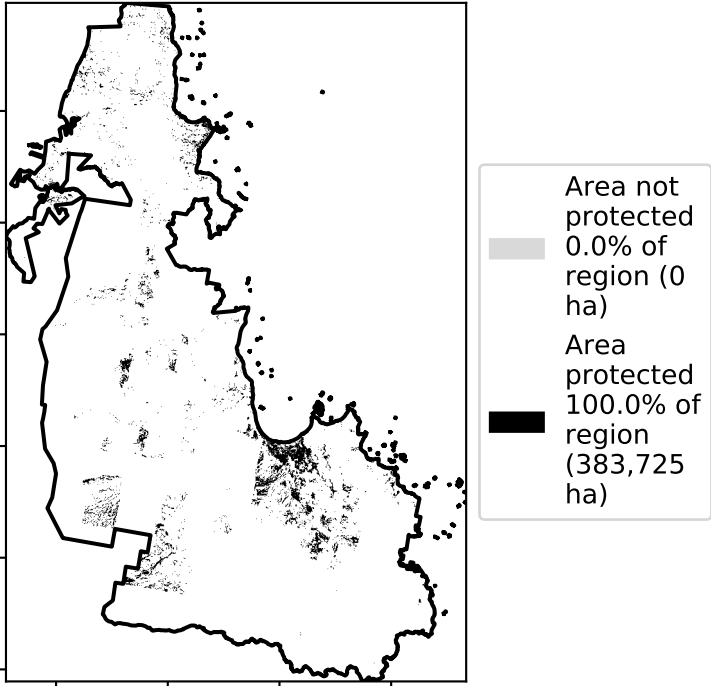 Area not
protected
0.0% of
region (0
ha)
Area
protected
100.0% of
region
(383,725
ha)